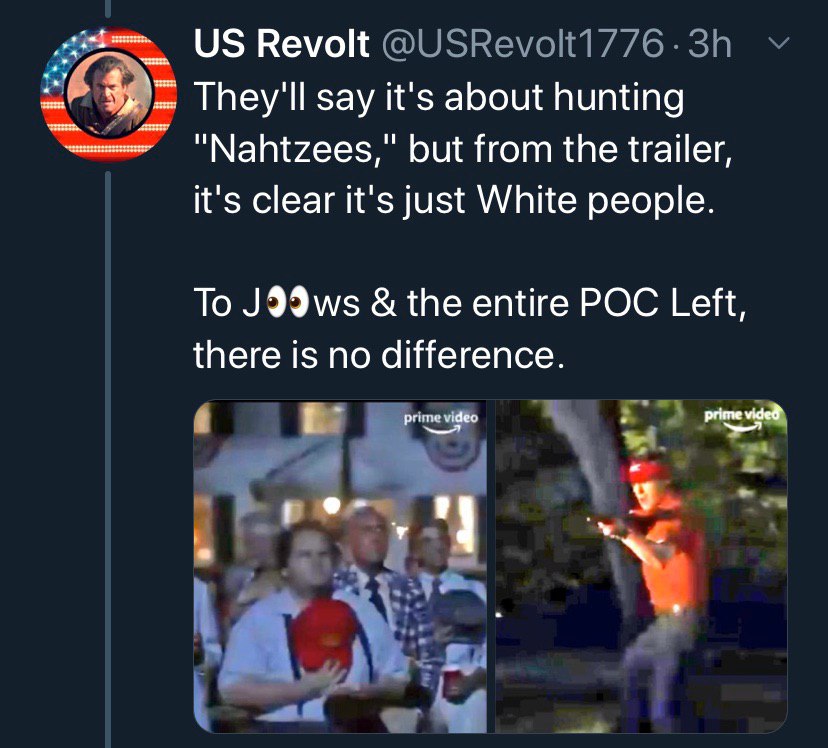 US Revolt @USRevolt1776 · 3h
They'll say it's about hunting
"Nahtzees," but from the trailer,
it's clear it's just White people.
To J👀ws & the entire POC Left,
there is no difference.
prime video
prime video